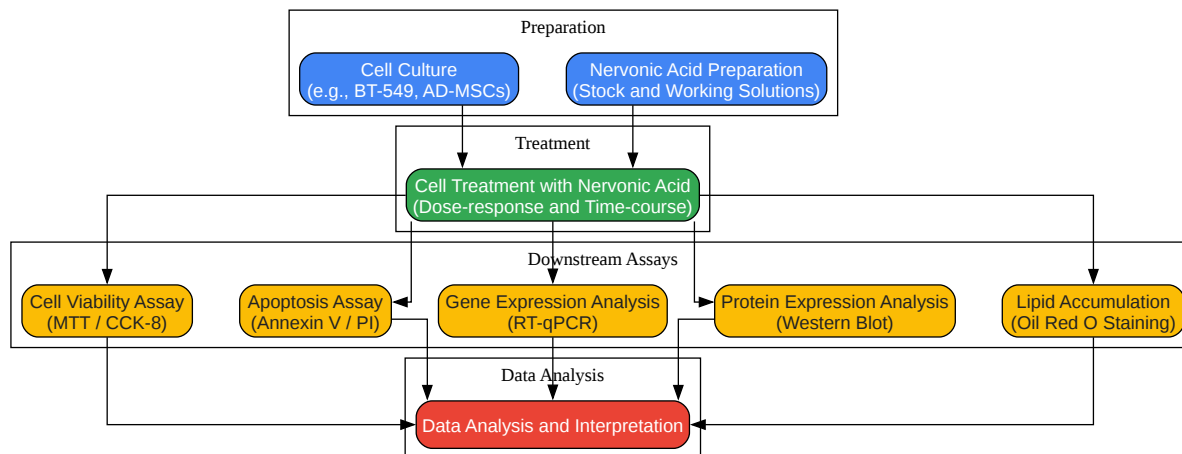 Preparation
Cell Culture
(e.g., BT-549, AD-MSCs)
Nervonic Acid Preparation
(Stock and Working Solutions)
Treatment
Cell Treatment with Nervonic Acid
(Dose-response and Time-course)
Downstream Assays
Cell Viability Assay
(MTT / CCK-8)
Apoptosis Assay
(Annexin V / PI)
Gene Expression Analysis
(RT-qPCR)
Protein Expression Analysis
(Western Blot)
Lipid Accumulation
(Oil Red O Staining)
Data Analysis
Data Analysis and Interpretation